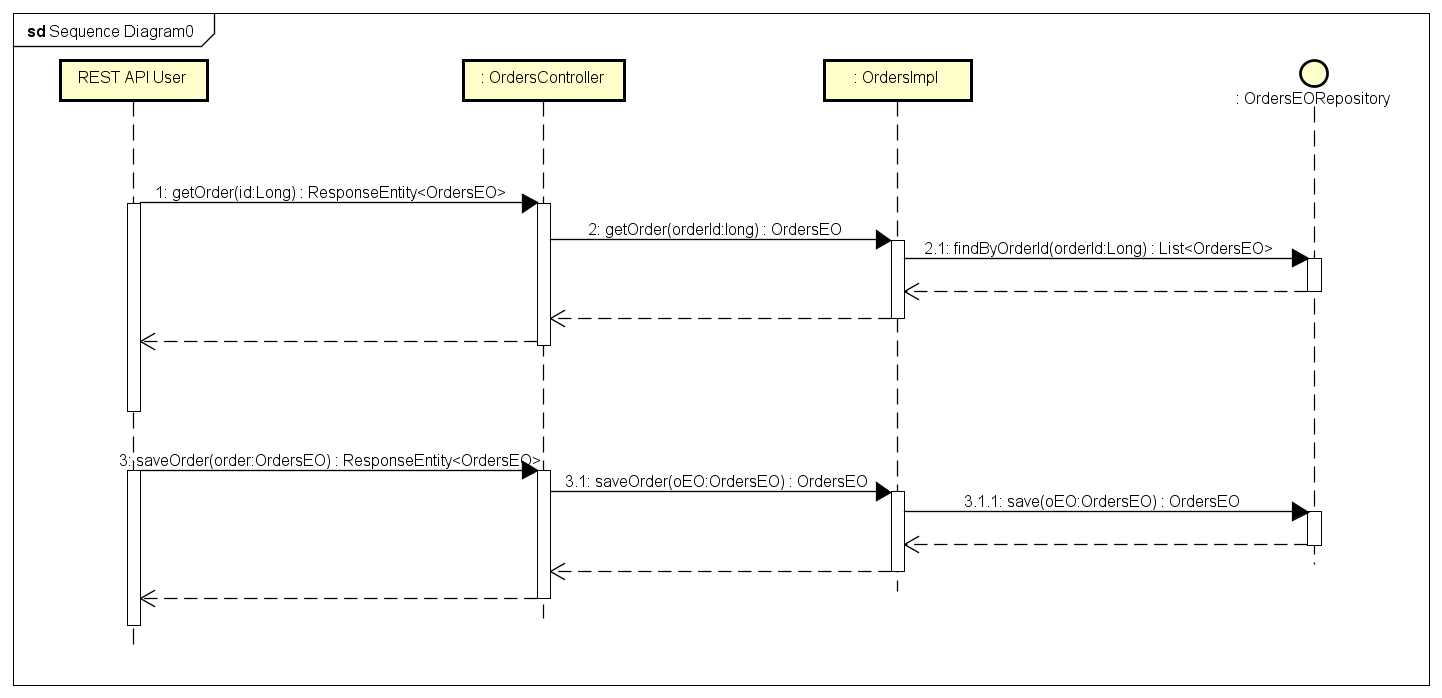 sd Sequence Diagram0
REST API User
: OrdersController
: OrdersImpl
: OrdersEORepository
1: getOrder(id:Long) : ResponseEntity<OrdersEO>
2: getOrder(orderId:long) : OrdersEO
2.1: findByOrderId(orderId:Long) : List<OrdersEO>
3: saveOrder(order:OrdersEO) : ResponseEntity<OrdersEO>
3.1: saveOrder(oEO:OrdersEO) : OrdersEO
3.1.1: save(oEO:OrdersEO) : OrdersEO